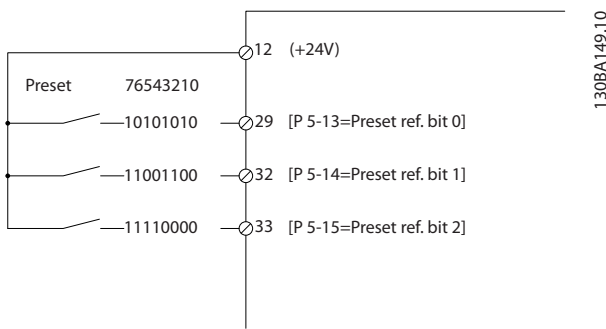 12 (+24V)
Preset 76543210
10101010 29 [P 5-13=Preset ref. bit 0]
11001100 32 [P 5-14=Preset ref. bit 1]
11110000 33 [P 5-15=Preset ref. bit 2]
130BA149.10